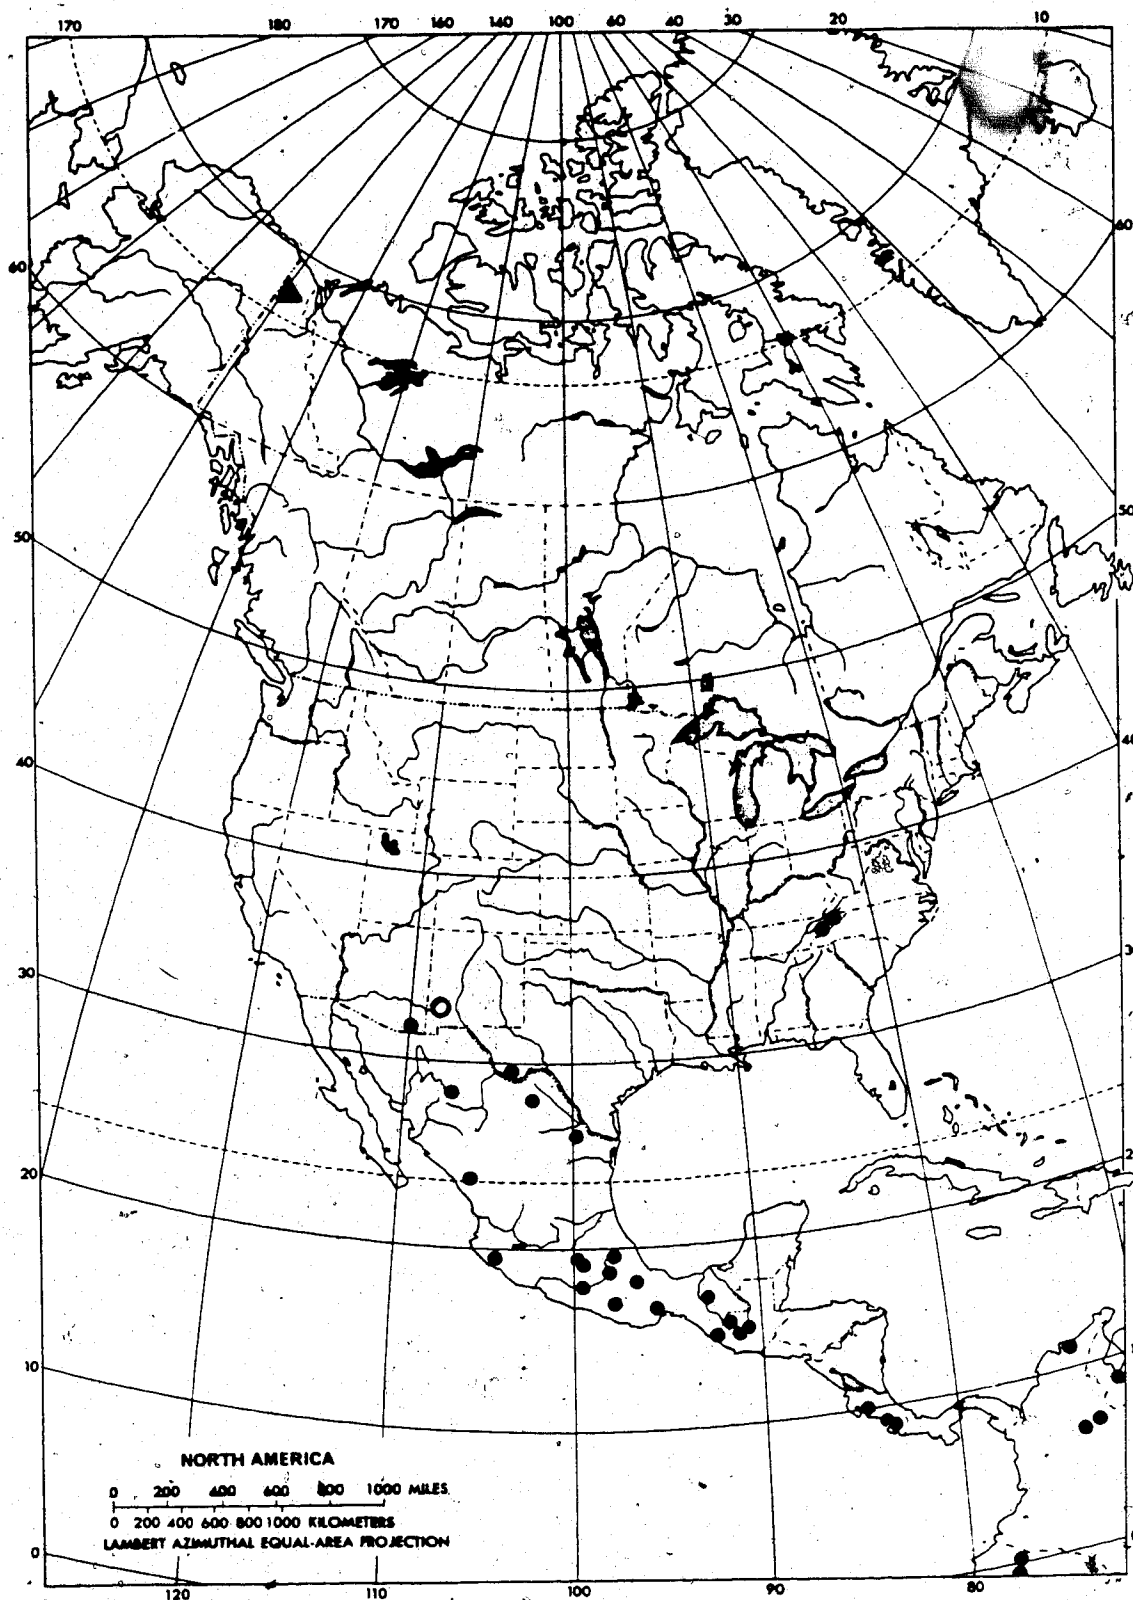 170 180 170 160 140 100 60 40 30 20 10
60
60
50
50
40
40
30
20
10
0
NORTH AMERICA
0 200 400 600 800 1000 MILES
0 200 400 600 800 1000 KILOMETERS
LAMBERT AZIMUTHAL EQUAL-AREA PROJECTION
120 110 100 90 80